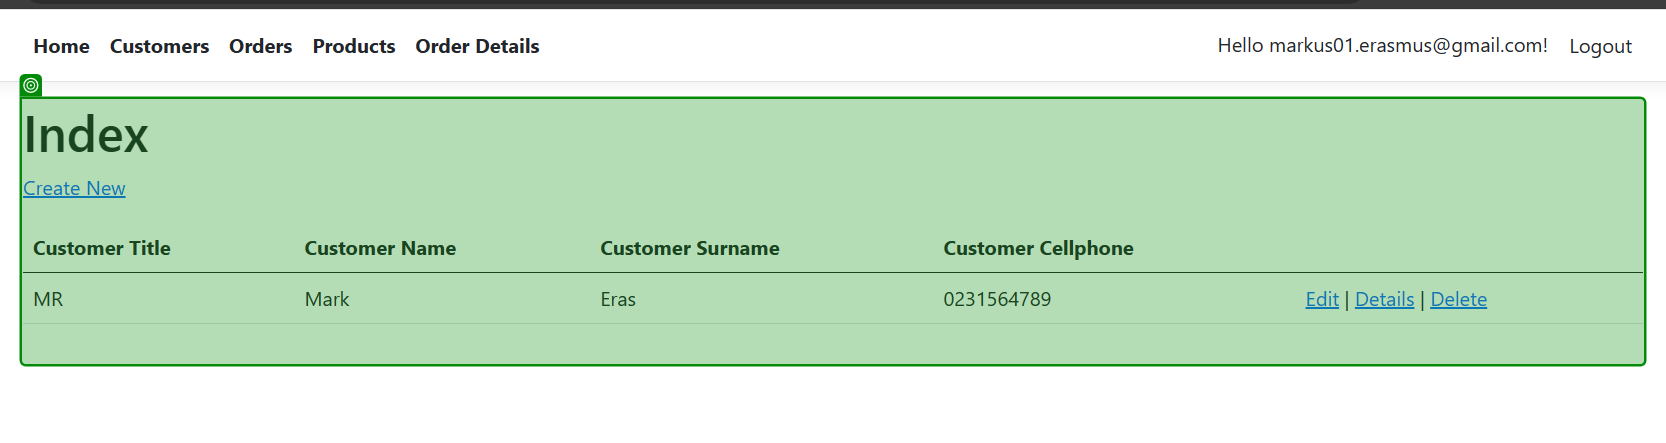 Home Customers Orders Products Order Details Hello markus01.erasmus@gmail.com! Logout
Index
Create New
Customer Title Customer Name Customer Surname Customer Cellphone
MR Mark Eras 0231564789 Edit | Details | Delete